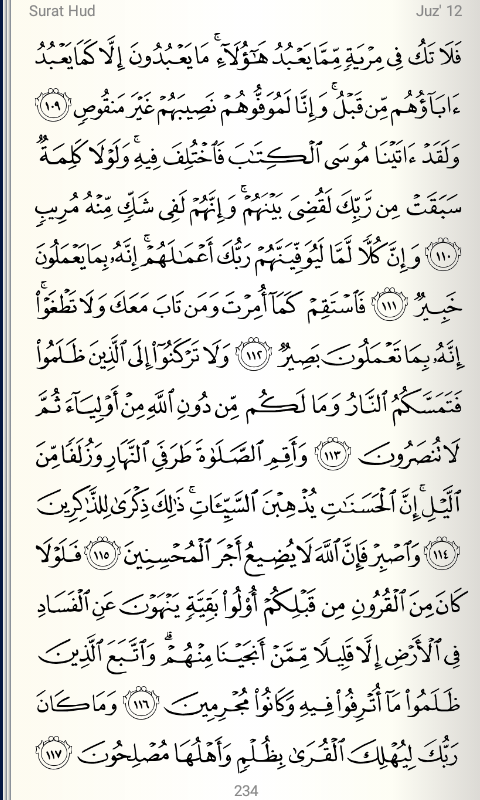 Surat Hud Juz' 12
فَلَا تَكُ فِى مِرْيَةٍ مِّمَّا يَعْبُدُ هَـٰٓؤُلَآءِ ۚ مَا يَعْبُدُونَ إِلَّا كَمَا يَعْبُدُ
ءَابَآؤُهُم مِّن قَبْلُ ۚ وَإِنَّا لَمُوَفُّوهُمْ نَصِيبَهُمْ غَيْرَ مَنقُوصٍ ١٠٩
وَلَقَدْ ءَاتَيْنَا مُوسَى ٱلْكِتَـٰبَ فَٱخْتُلِفَ فِيهِ ۚ وَلَوْلَا كَلِمَةٌ
سَبَقَتْ مِن رَّبِّكَ لَقُضِىَ بَيْنَهُمْ ۚ وَإِنَّهُمْ لَفِى شَكٍّ مِّنْهُ مُرِيبٍ
١١٠ وَإِنَّ كُلًّا لَّمَّا لَيُوَفِّيَنَّهُمْ رَبُّكَ أَعْمَـٰلَهُمْ ۚ إِنَّهُۥ بِمَا يَعْمَلُونَ
خَبِيرٌ ١١١ فَٱسْتَقِمْ كَمَآ أُمِرْتَ وَمَن تَابَ مَعَكَ وَلَا تَطْغَوْا۟ ۚ
إِنَّهُۥ بِمَا تَعْمَلُونَ بَصِيرٌ ١١٢ وَلَا تَرْكَنُوٓا۟ إِلَى ٱلَّذِينَ ظَلَمُوا۟
فَتَمَسَّكُمُ ٱلنَّارُ وَمَا لَكُم مِّن دُونِ ٱللَّهِ مِنْ أَوْلِيَآءَ ثُمَّ
لَا تُنصَرُونَ ١١٣ وَأَقِمِ ٱلصَّلَوٰةَ طَرَفَىِ ٱلنَّهَارِ وَزُلَفًا مِّنَ
ٱلَّيْلِ ۚ إِنَّ ٱلْحَسَنَـٰتِ يُذْهِبْنَ ٱلسَّيِّـَٔاتِ ۚ ذَٰلِكَ ذِكْرَىٰ لِلذَّٰكِرِينَ
١١٤ وَٱصْبِرْ فَإِنَّ ٱللَّهَ لَا يُضِيعُ أَجْرَ ٱلْمُحْسِنِينَ ١١٥ فَلَوْلَا
كَانَ مِنَ ٱلْقُرُونِ مِن قَبْلِكُمْ أُو۟لُوا۟ بَقِيَّةٍ يَنْهَوْنَ عَنِ ٱلْفَسَادِ
فِى ٱلْأَرْضِ إِلَّا قَلِيلًا مِّمَّنْ أَنجَيْنَا مِنْهُمْ ۗ وَٱتَّبَعَ ٱلَّذِينَ
ظَلَمُوا۟ مَآ أُتْرِفُوا۟ فِيهِ وَكَانُوا۟ مُجْرِمِينَ ١١٦ وَمَا كَانَ
رَبُّكَ لِيُهْلِكَ ٱلْقُرَىٰ بِظُلْمٍ وَأَهْلُهَا مُصْلِحُونَ ١١٧
234